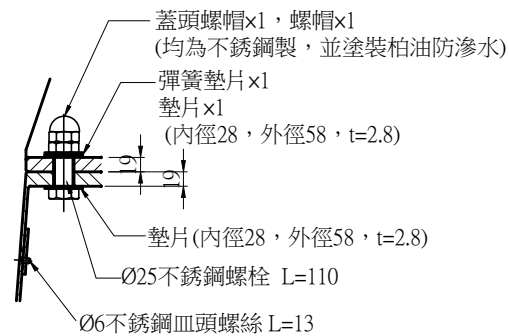 蓋頭螺帽×1，螺帽×1
(均為不銹鋼製，並塗裝柏油防滲水)
彈簧墊片×1
墊片×1
(內徑28，外徑58，t=2.8)
19
19
墊片(內徑28，外徑58，t=2.8)
Ø25不銹鋼螺栓 L=110
Ø6不銹鋼皿頭螺絲 L=13